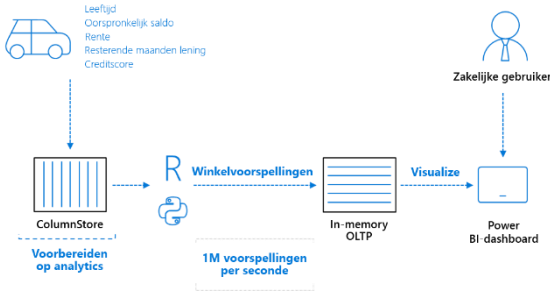 Leeftijd
Oorspronkelijk saldo
Rente
Resterende maanden lening
Creditscore
Zakelijke gebruiker
R
Winkelvoorspellingen
Visualize
ColumnStore
In-memory
OLTP
Power
BI-dashboard
Voorbereiden
op analytics
1M voorspellingen
per seconde